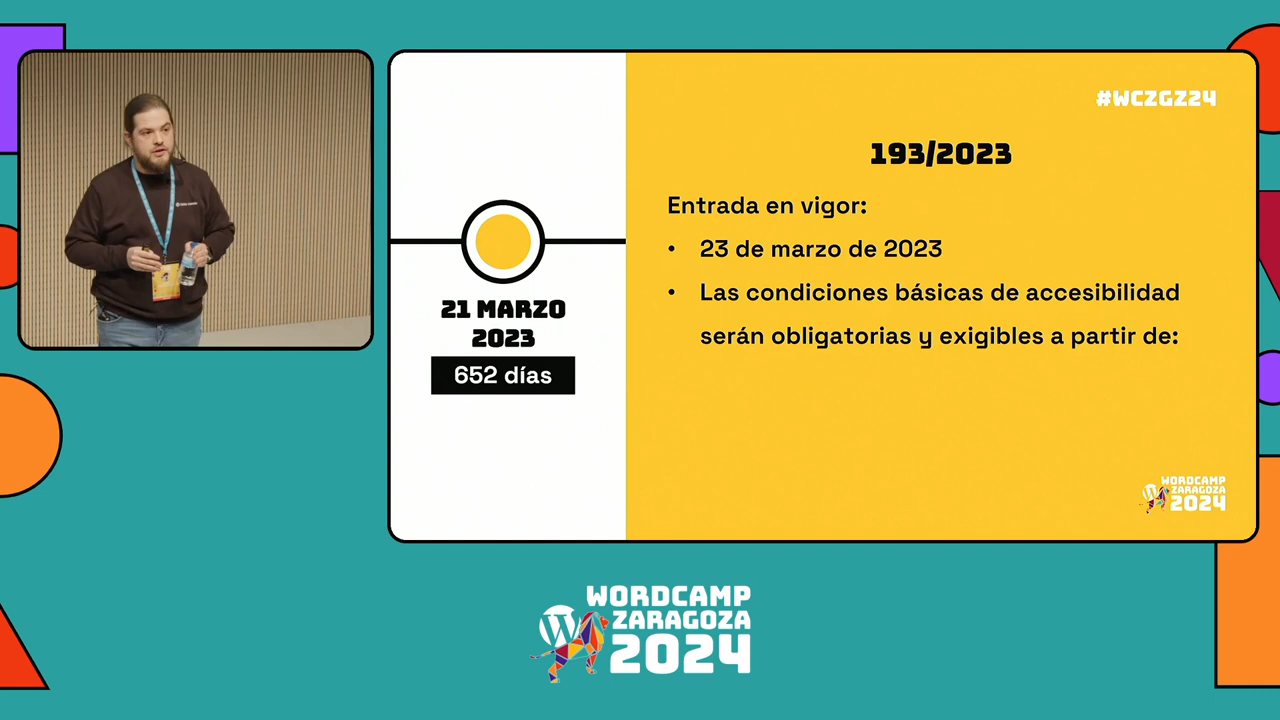 #WCZGZ24
193/2023
Entrada en vigor:
• 23 de marzo de 2023
• Las condiciones básicas de accesibilidad
serán obligatorias y exigibles a partir de:
21 MARZO
2023
652 días
WORDCAMP
ZARAGOZA
2024
WORDCAMP
ZARAGOZA
2024